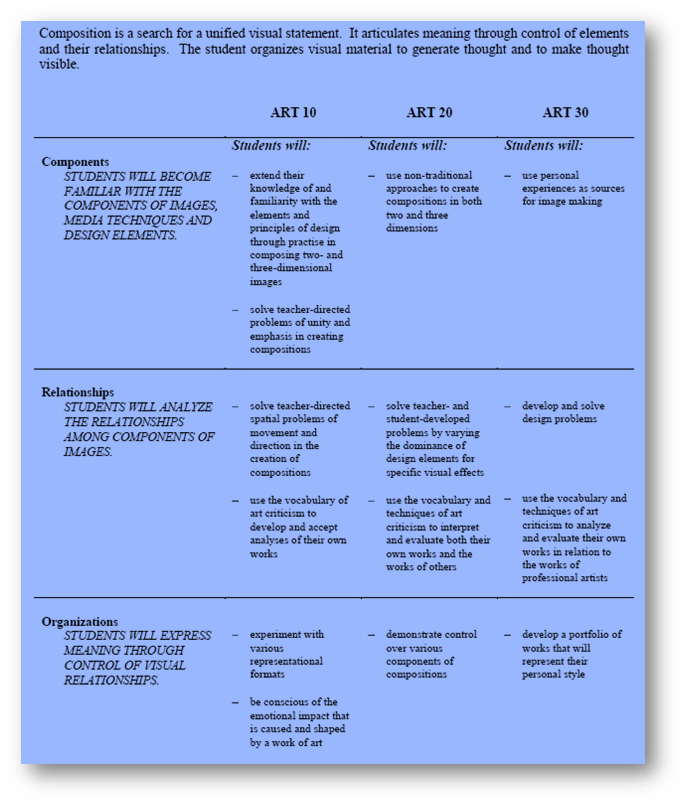 Composition is a search for a unified visual statement. It articulates meaning through control of elements
and their relationships. The student organizes visual material to generate thought and to make thought
visible.
ART 10 ART 20 ART 30
Students will: Students will: Students will:
Components
STUDENTS WILL BECOME
FAMILIAR WITH THE
COMPONENTS OF IMAGES,
MEDIA TECHNIQUES AND
DESIGN ELEMENTS.
– extend their
knowledge of and
familiarity with the
elements and
principles of design
through practise in
composing two- and
three-dimensional
images
– solve teacher-directed
problems of unity and
emphasis in creating
compositions
– use non-traditional
approaches to create
compositions in both
two and three
dimensions
– use personal
experiences as sources
for image making
Relationships
STUDENTS WILL ANALYZE
THE RELATIONSHIPS
AMONG COMPONENTS OF
IMAGES.
– solve teacher-directed
spatial problems of
movement and
direction in the
creation of
compositions
– use the vocabulary of
art criticism to
develop and accept
analyses of their own
works
– solve teacher- and
student-developed
problems by varying
the dominance of
design elements for
specific visual effects
– use the vocabulary and
techniques of art
criticism to interpret
and evaluate both their
own works and the
works of others
– develop and solve
design problems
– use the vocabulary and
techniques of art
criticism to analyze
and evaluate their own
works in relation to
the works of
professional artists
Organizations
STUDENTS WILL EXPRESS
MEANING THROUGH
CONTROL OF VISUAL
RELATIONSHIPS.
– experiment with
various
representational
formats
– be conscious of the
emotional impact that
is caused and shaped
by a work of art
– demonstrate control
over various
components of
compositions
– develop a portfolio of
works that will
represent their
personal style